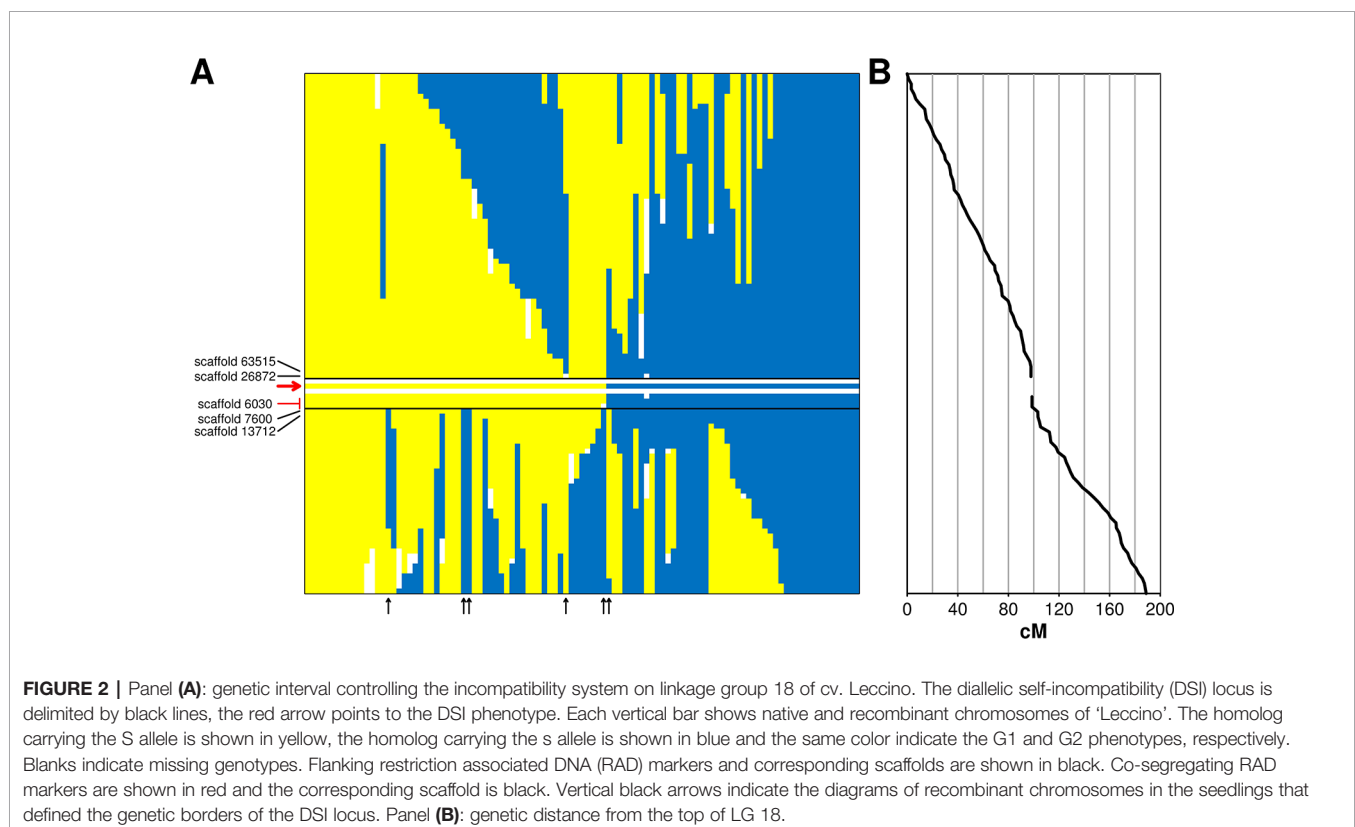 A
B
scaffold 63515
scaffold 26872
scaffold 6030
scaffold 7600
scaffold 13712
0 40 80 120 160 200
cM
FIGURE 2 | Panel (A): genetic interval controlling the incompatibility system on linkage group 18 of cv. Leccino. The diallelic self-incompatibility (DSI) locus is
delimited by black lines, the red arrow points to the DSI phenotype. Each vertical bar shows native and recombinant chromosomes of ‘Leccino’. The homolog
carrying the S allele is shown in yellow, the homolog carrying the s allele is shown in blue and the same color indicate the G1 and G2 phenotypes, respectively.
Blanks indicate missing genotypes. Flanking restriction associated DNA (RAD) markers and corresponding scaffolds are shown in black. Co-segregating RAD
markers are shown in red and the corresponding scaffold is black. Vertical black arrows indicate the diagrams of recombinant chromosomes in the seedlings that
defined the genetic borders of the DSI locus. Panel (B): genetic distance from the top of LG 18.